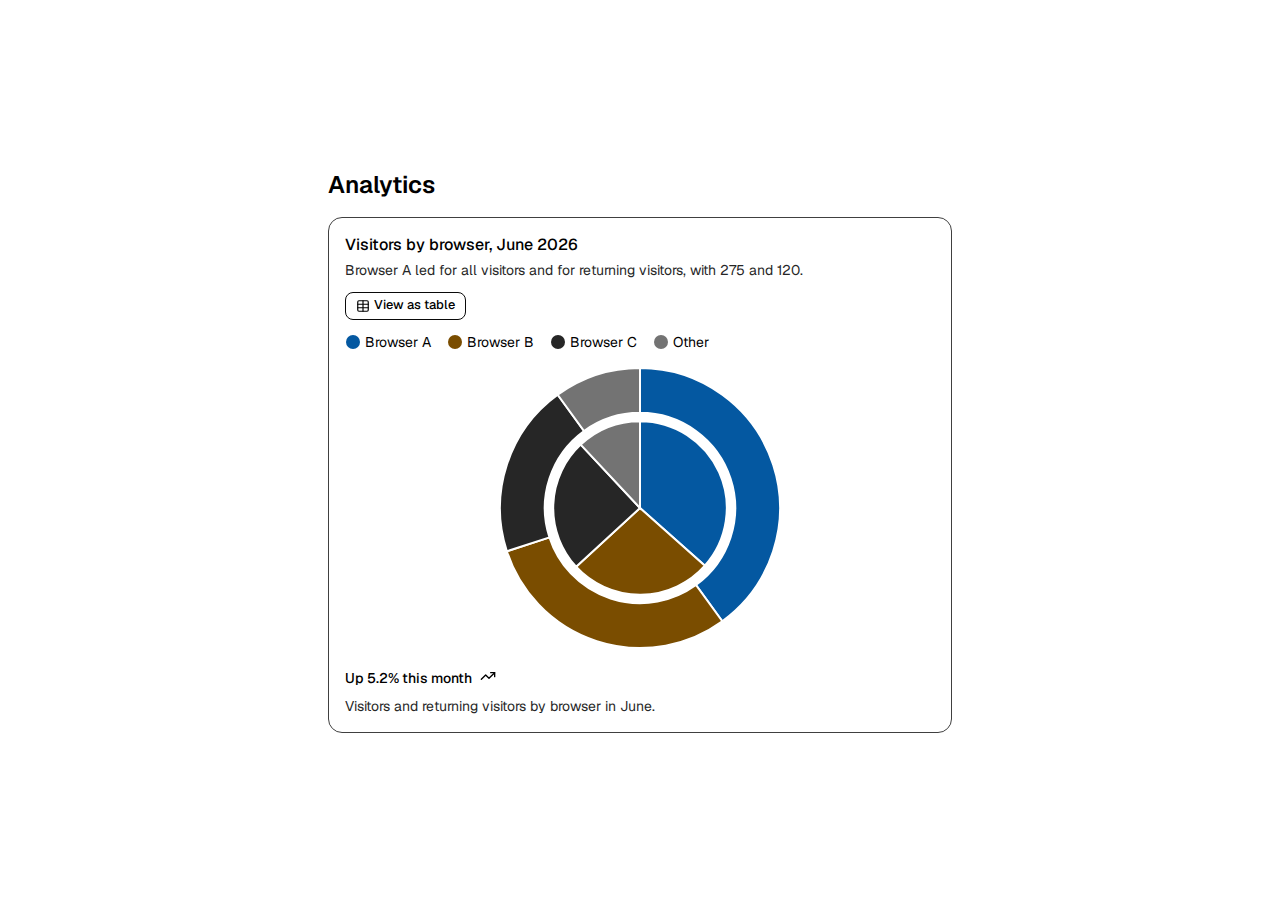 Analytics
Visitors by browser, June 2026
Browser A led for all visitors and for returning visitors, with 275 and 120.
View as table
Browser A Browser B Browser C Other
Up 5.2% this month
Visitors and returning visitors by browser in June.